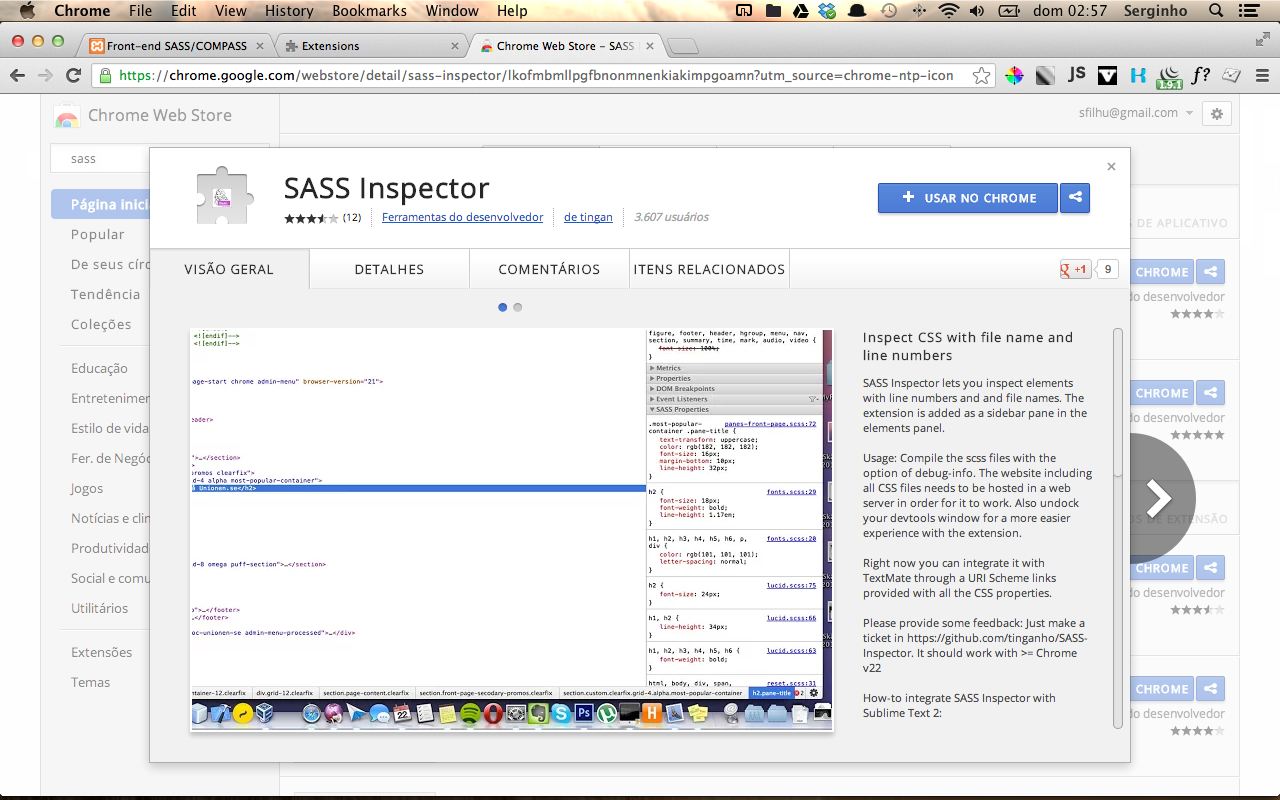 Chrome File Edit View History Bookmarks Window Help dom 02:57 Serginho
Front-end SASS/COMPASS
Extensions
Chrome Web Store – SASS
https://chrome.google.com/webstore/detail/sass-inspector/lkofmbmllpgfbnonmnenkiakimpgoamn?utm_source=chrome-ntp-icon
JS
1.9.1
f?
Chrome Web Store
sfilhu@gmail.com
sass
Página inici
Popular
De seus círc
Tendência
Coleções
Educação
Entretenimen
Estilo de vida
Fer. de Negóc
Jogos
Notícias e clin
Produtividad
Social e comu
Utilitários
Extensões
Temas
SASS Inspector
(12)
Ferramentas do desenvolvedor
de tingan
3.607 usuários
USAR NO CHROME
VISÃO GERAL
DETALHES
COMENTÁRIOS
ITENS RELACIONADOS
+1
9
<![endif]-->
<![endif]-->
age-start chrome admin-menu" browser-version="21">
eader>
">…</section>
promos clearfix">
d-4 alpha most-popular-container">
Unionen.se</h2>
d-8 omega puff-section">…</section>
">…</footer>
…</footer>
oc-unionen-se admin-menu-processed">…</div>
figure, footer, header, hgroup, menu, nav,
section, summary, time, mark, audio, video {
font-size: 100%;
}
Metrics
Properties
DOM Breakpoints
Event Listeners
SASS Properties
.most-popular- panes-front-page.scss:72
container .pane-title {
text-transform: uppercase;
color: rgb(182, 182, 182);
font-size: 16px;
margin-bottom: 10px;
line-height: 32px;
}
h2 { fonts.scss:29
font-size: 18px;
font-weight: bold;
line-height: 1.17em;
}
h1, h2, h3, h4, h5, h6, p, fonts.scss:20
div {
color: rgb(101, 101, 101);
letter-spacing: normal;
}
h2 { lucid.scss:75
font-size: 24px;
}
h1, h2 { lucid.scss:66
line-height: 34px;
}
h1, h2, h3, h4, h5, h6 { lucid.scss:63
font-weight: bold;
}
html, body, div, span, reset.scss:31
ntainer-12.clearfix div.grid-12.clearfix section.page-content.clearfix section.front-page-secodary-promos.clearfix section.custom.clearfix.grid-4.alpha.most-popular-container h2.pane-title 2
22
Inspect CSS with file name and
line numbers
SASS Inspector lets you inspect elements
with line numbers and and file names. The
extension is added as a sidebar pane in the
elements panel.
Usage: Compile the scss files with the
option of debug-info. The website including
all CSS files needs to be hosted in a web
server in order for it to work. Also undock
your devtools window for a more easier
experience with the extension.
Right now you can integrate it with
TextMate through a URI Scheme links
provided with all the CSS properties.
Please provide some feedback: Just make a
ticket in https://github.com/tinganho/SASS-
Inspector. It should work with >= Chrome
v22
How-to integrate SASS Inspector with
Sublime Text 2:
S DE APLICATIVO
CHROME
do desenvolvedor
CHROME
do desenvolvedor
OS DE EXTENSÃO
CHROME
do desenvolvedor
CHROME
do desenvolvedor